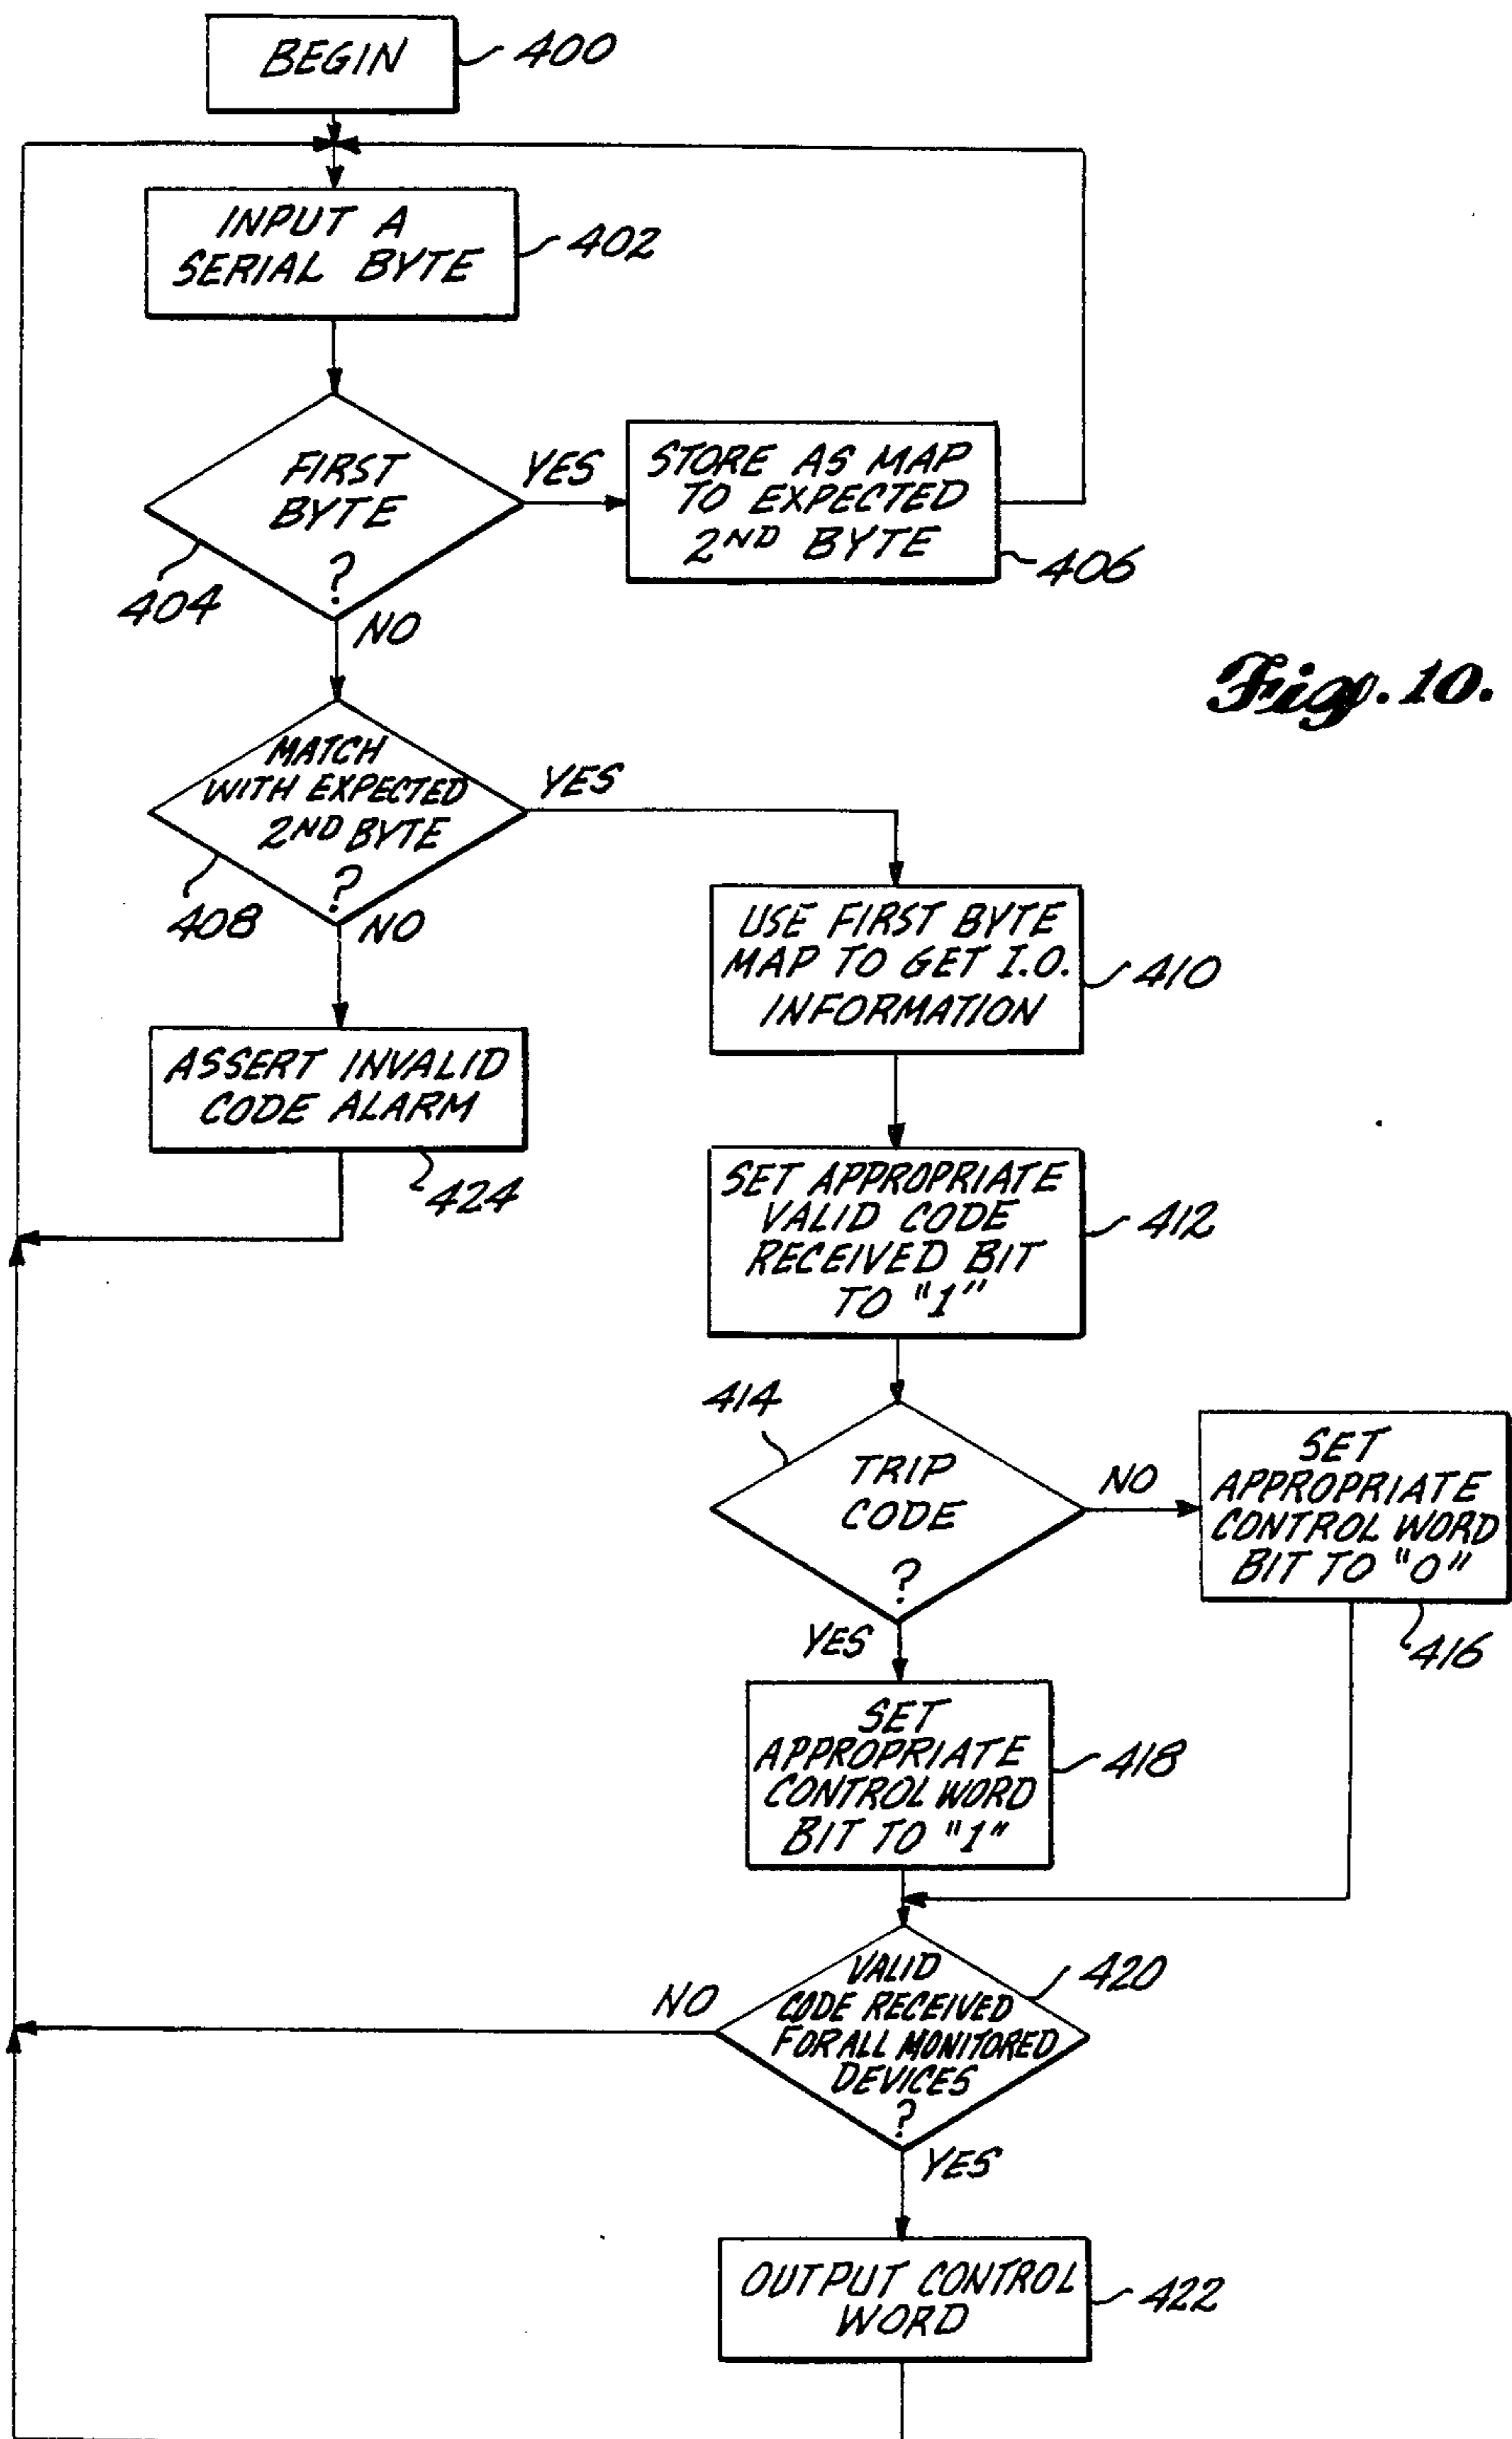 BEGIN
400
INPUT A
SERIAL BYTE
402
FIRST
BYTE
?
404
YES
NO
STORE AS MAP
TO EXPECTED
2ND BYTE
406
Fig. 10.
MATCH
WITH EXPECTED
2ND BYTE
?
408
YES
NO
USE FIRST BYTE
MAP TO GET I.O.
INFORMATION
410
ASSERT INVALID
CODE ALARM
424
SET APPROPRIATE
VALID CODE
RECEIVED BIT
TO "1"
412
414
TRIP
CODE
?
NO
YES
SET
APPROPRIATE
CONTROL WORD
BIT TO "0"
416
SET
APPROPRIATE
CONTROL WORD
BIT TO "1"
418
VALID
CODE RECEIVED
FOR ALL MONITORED
DEVICES
?
420
NO
YES
OUTPUT CONTROL
WORD
422